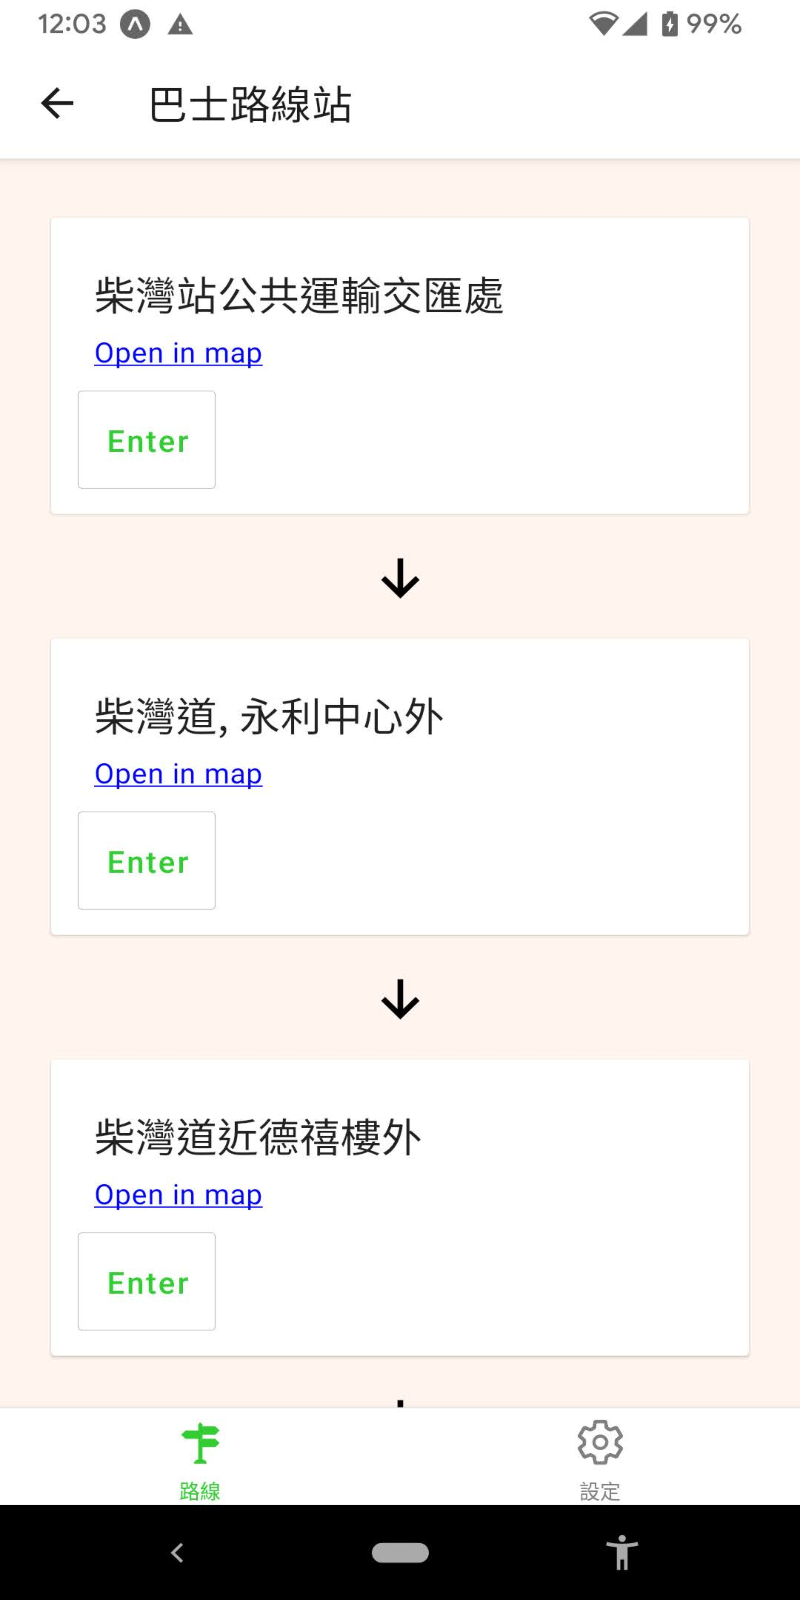 12:03
99%
巴士路線站
柴灣站公共運輸交匯處
Open in map
Enter
柴灣道, 永利中心外
Open in map
Enter
柴灣道近德禧樓外
Open in map
Enter
路線
設定